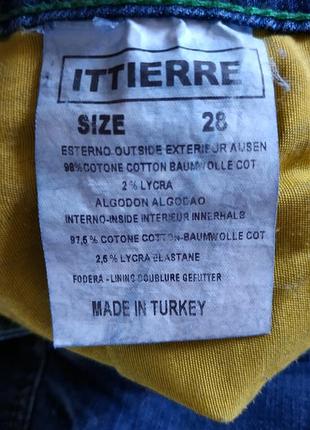 ITTIERRE
SIZE 28
ESTERNO OUTSIDE EXTERIEUR AUSEN
98% COTONE COTTON BAUMWOLLE COT
2 % LYCRA
ALGODON ALGODAO
INTERNO-INSIDE INTERIEUR INNERHALB
97,5 % COTONE COTTON-BAUMWOLLE COT
2,5 % LYCRA ELASTANE
FODERA - LINING DOUBLURE GEFUTTER
MADE IN TURKEY